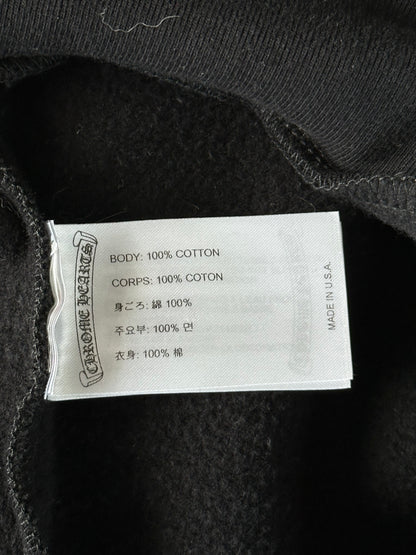 CHROME HEARTS
BODY: 100% COTTON
CORPS: 100% COTON
身ごろ: 綿 100%
주요부: 100% 면
衣身: 100% 棉
MADE IN U.S.A.